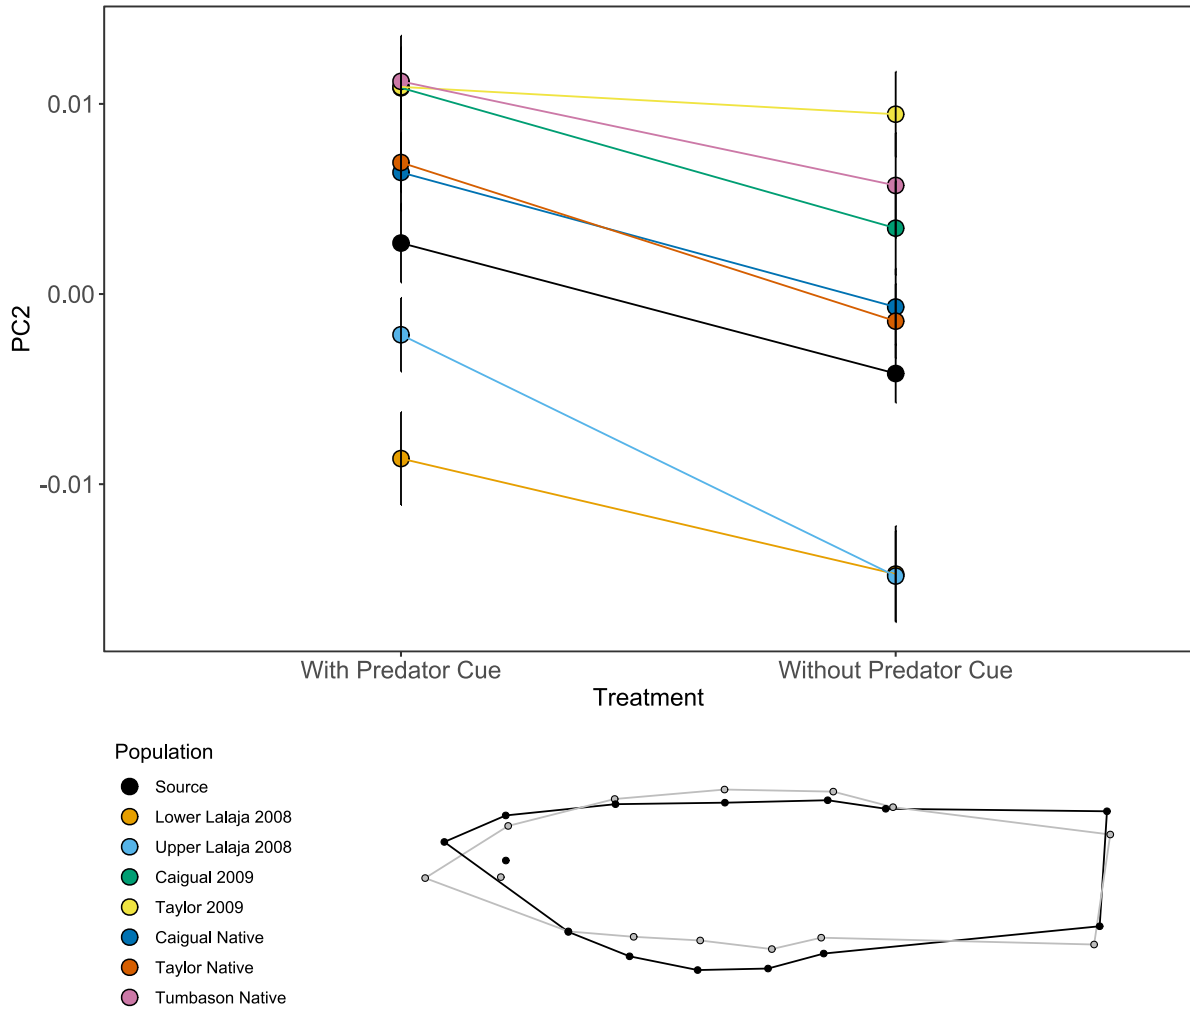 0.01
0.00
-0.01
PC2
With Predator Cue
Without Predator Cue
Treatment
Population
Source
Lower Lalaja 2008
Upper Lalaja 2008
Caigual 2009
Taylor 2009
Caigual Native
Taylor Native
Tumbason Native